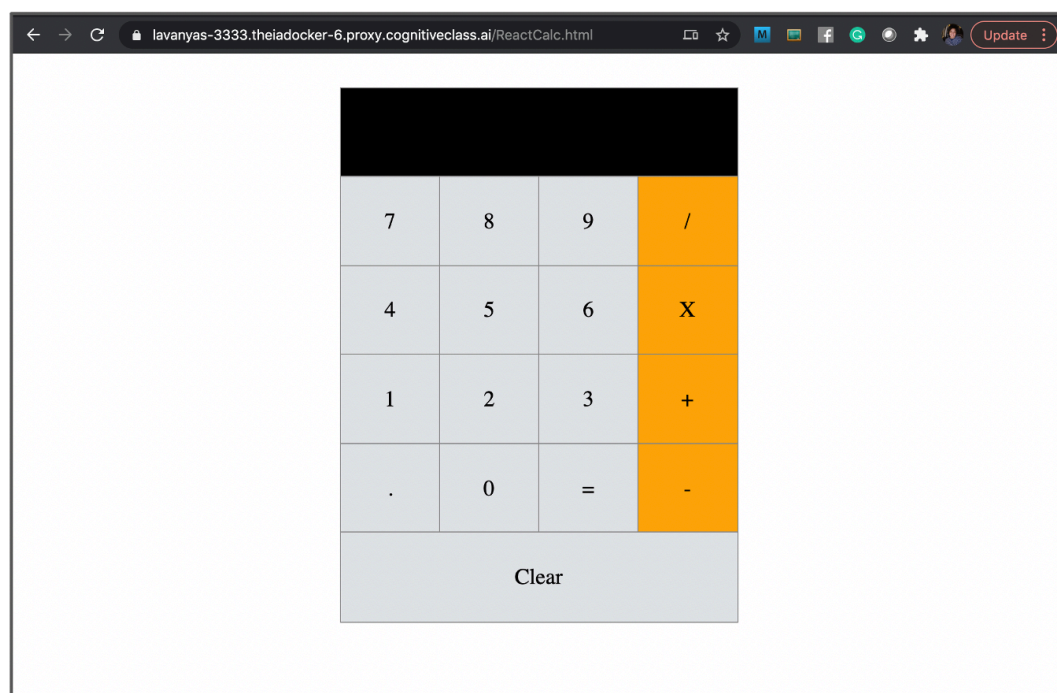 lavanyas-3333.theiadocker-6.proxy.cognitiveclass.ai/ReactCalc.html M f G Update
7 8 9 /
4 5 6 X
1 2 3 +
. 0 = -
Clear